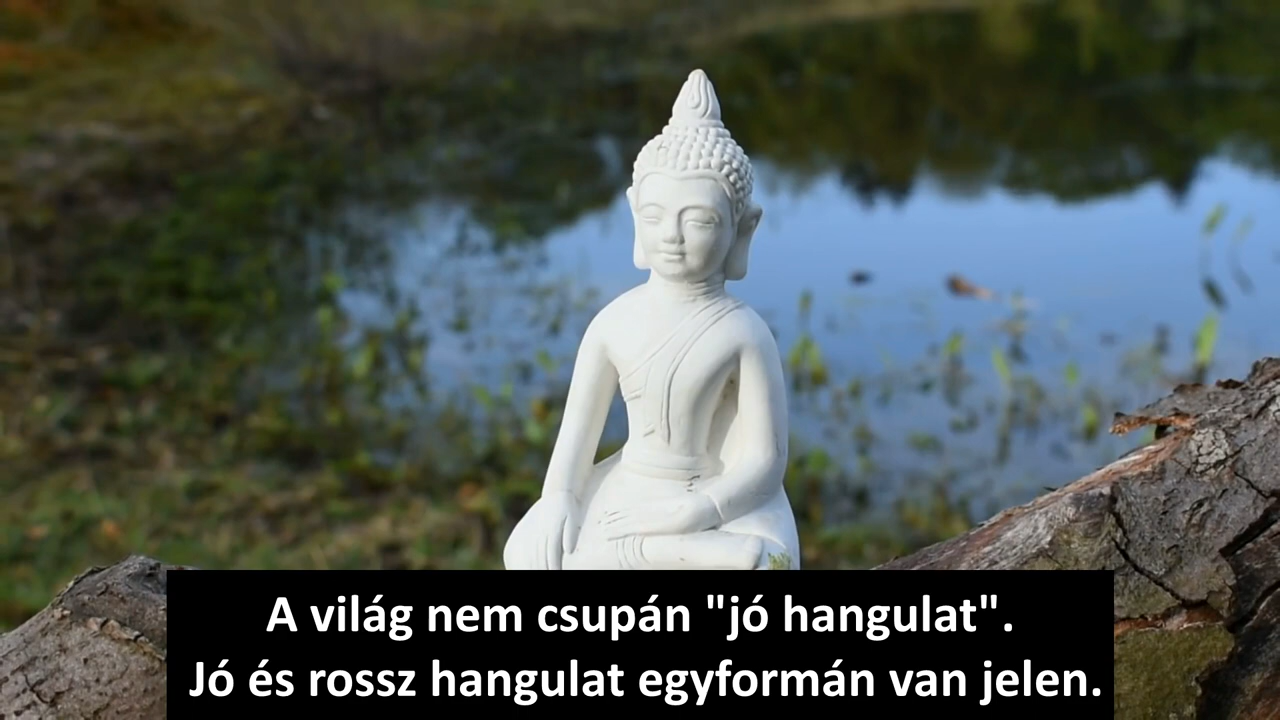 A világ nem csupán "jó hangulat".
Jó és rossz hangulat egyformán van jelen.